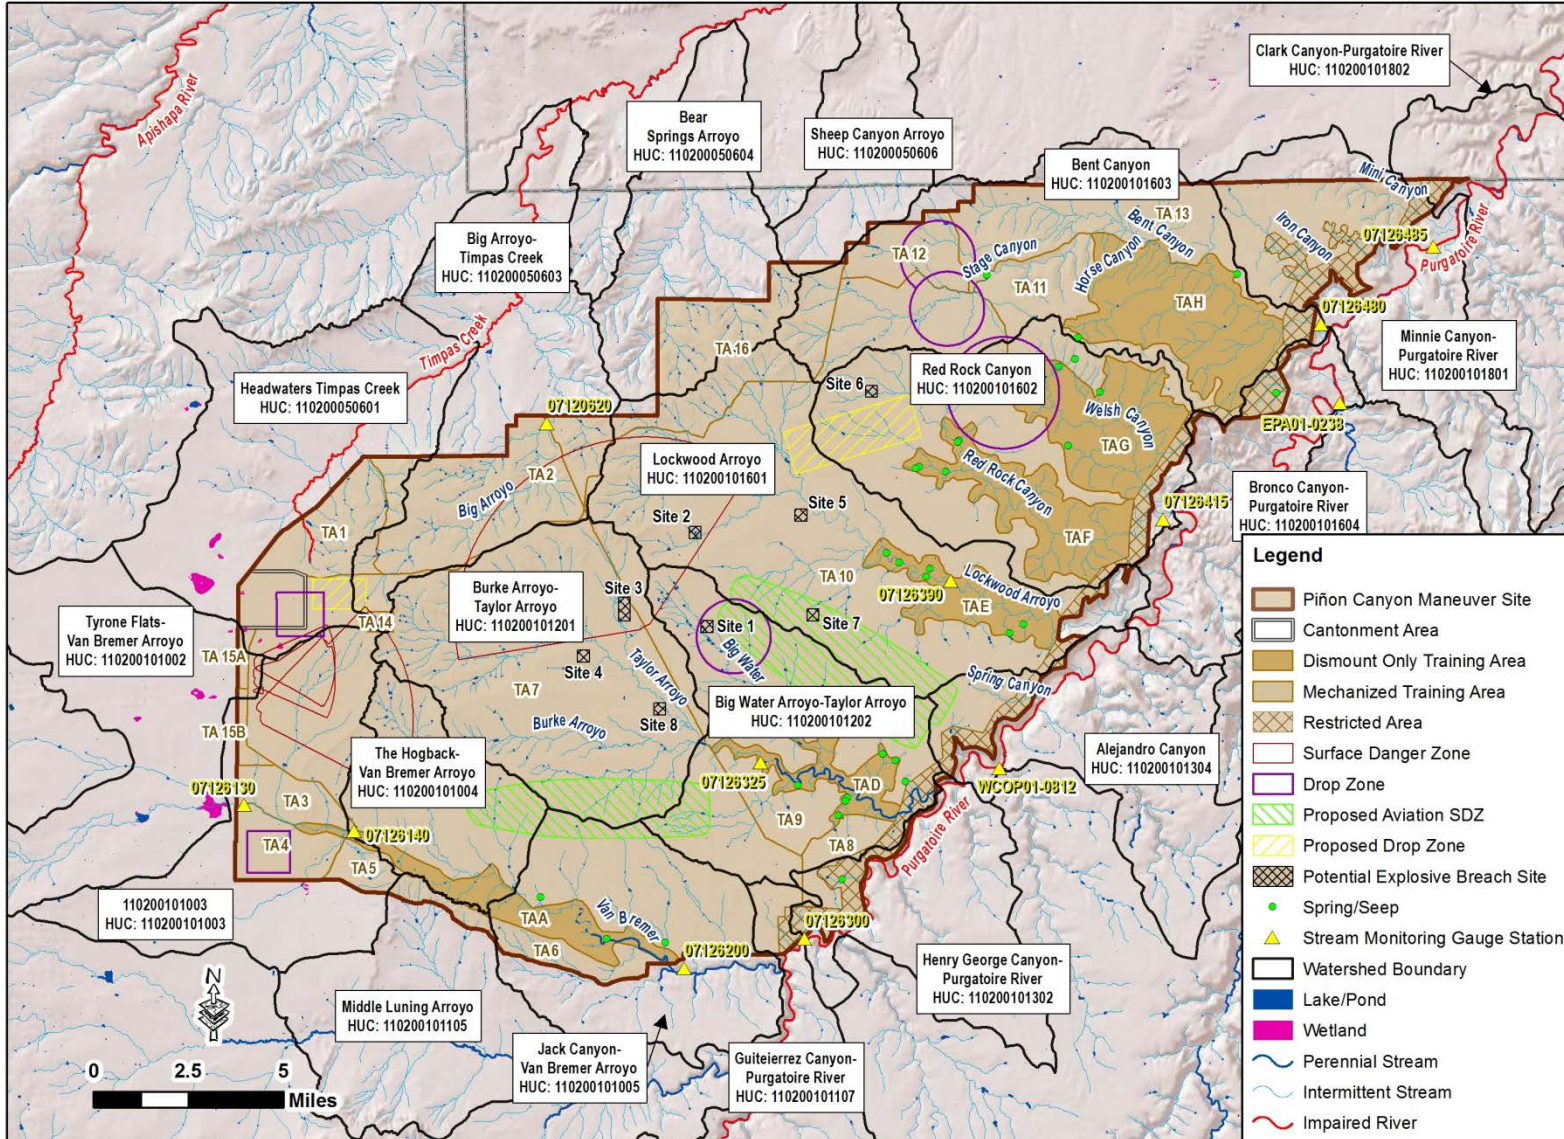 Clark Canyon-Purgatoire River
HUC: 110200101802
Apishapa River
Bear
Springs Arroyo
HUC: 110200050604
Sheep Canyon Arroyo
HUC: 110200050606
Bent Canyon
HUC: 110200101603
Mini Canyon
TA 13
Bent Canyon
Iron Canyon
07126485
Purgatoire River
Big Arroyo-
Timpas Creek
HUC: 110200050603
TA 12
Stage Canyon
TA 11
Horse Canyon
TAH
07126480
Timpas Creek
TA 16
Minnie Canyon-
Purgatoire River
HUC: 110200101801
Headwaters Timpas Creek
HUC: 110200050601
Site 6
Red Rock Canyon
HUC: 110200101602
Welsh Canyon
TAG
EPA01-0238
07120620
Lockwood Arroyo
HUC: 110200101601
TA2
Big Arroyo
Red Rock Canyon
Bronco Canyon-
Purgatoire River
HUC: 110200101604
07126415
TA1
Site 2
Site 5
TAF
Tyrone Flats-
Van Bremer Arroyo
HUC: 110200101002
TA 14
Burke Arroyo-
Taylor Arroyo
HUC: 110200101201
Site 3
TA 10
07126390
Lockwood Arroyo
TAE
Site 1
Site 7
TA 15A
Site 4
Taylor Arroyo
Big Water
Spring Canyon
TA7
TA 15B
Burke Arroyo
Site 8
Big Water Arroyo-Taylor Arroyo
HUC: 110200101202
The Hogback-
Van Bremer Arroyo
HUC: 110200101004
Alejandro Canyon
HUC: 110200101304
07126130
07126325
TAD
WCOP01-0812
TA3
07126140
TA9
TA8
Purgatoire River
TA4
TA5
110200101003
HUC: 110200101003
TAA
TA6
Van Bremer
07126300
07126200
Henry George Canyon-
Purgatoire River
HUC: 110200101302
Middle Luning Arroyo
HUC: 110200101105
Jack Canyon-
Van Bremer Arroyo
HUC: 110200101005
Guiteierrez Canyon-
Purgatoire River
HUC: 110200101107
N
0 2.5 5
Miles
Legend
Piñon Canyon Maneuver Site
Cantonment Area
Dismount Only Training Area
Mechanized Training Area
Restricted Area
Surface Danger Zone
Drop Zone
Proposed Aviation SDZ
Proposed Drop Zone
Potential Explosive Breach Site
Spring/Seep
Stream Monitoring Gauge Station
Watershed Boundary
Lake/Pond
Wetland
Perennial Stream
Intermittent Stream
Impaired River